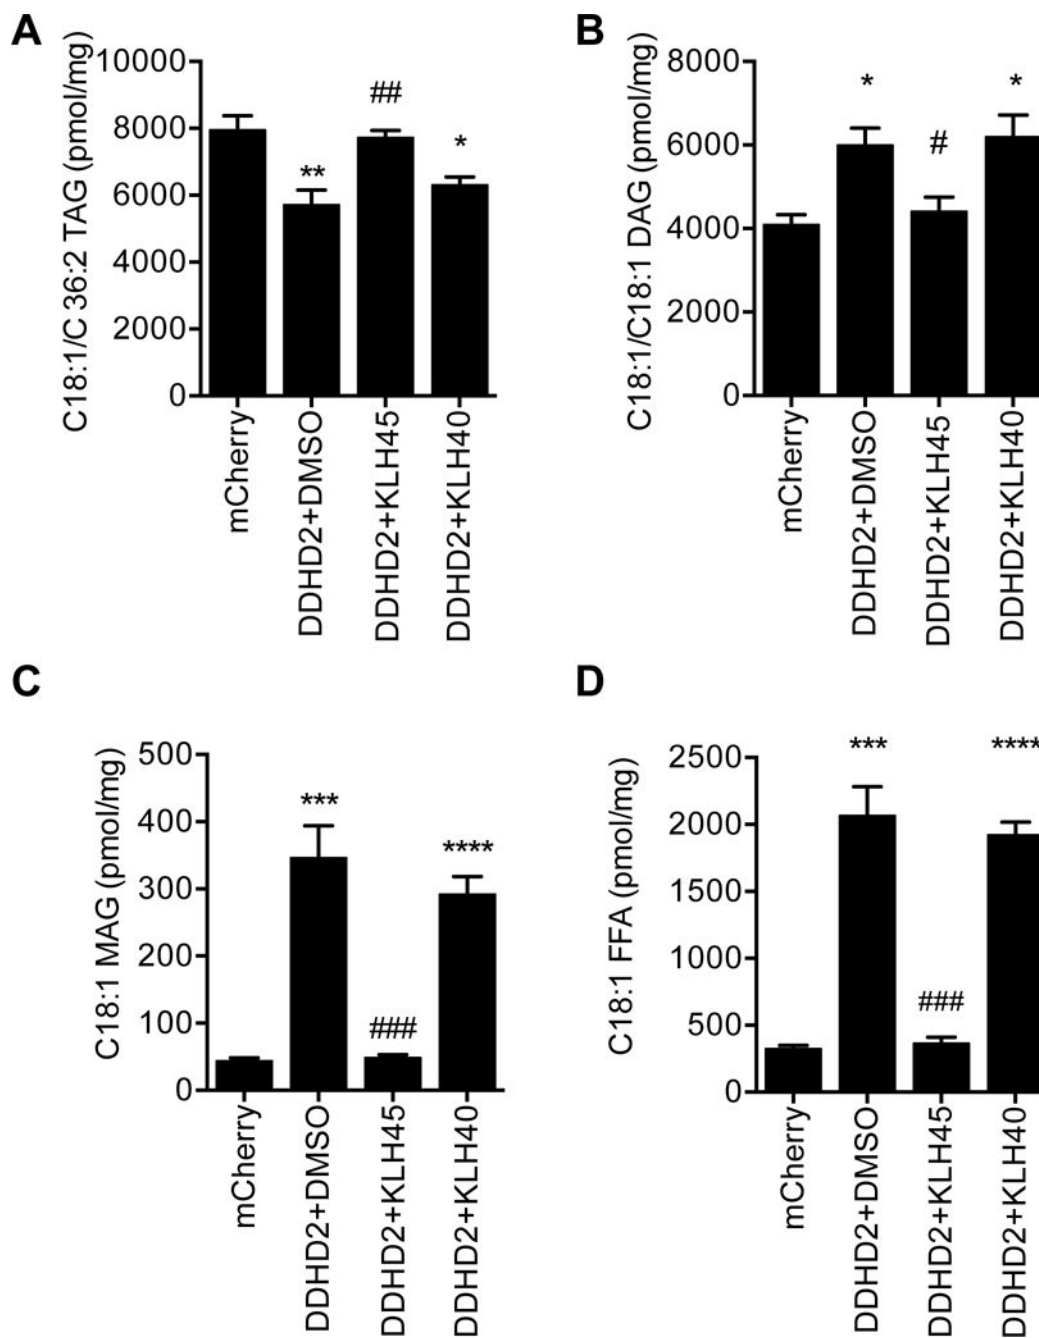 A
C18:1/C 36:2 TAG (pmol/mg)
10000
8000
6000
4000
2000
0
**
##
*
mCherry
DDHD2+DMSO
DDHD2+KLH45
DDHD2+KLH40
B
C18:1/C18:1 DAG (pmol/mg)
8000
6000
4000
2000
0
*
#
*
mCherry
DDHD2+DMSO
DDHD2+KLH45
DDHD2+KLH40
C
C18:1 MAG (pmol/mg)
500
400
300
200
100
0
***
###
****
mCherry
DDHD2+DMSO
DDHD2+KLH45
DDHD2+KLH40
D
C18:1 FFA (pmol/mg)
2500
2000
1500
1000
500
0
***
###
****
mCherry
DDHD2+DMSO
DDHD2+KLH45
DDHD2+KLH40